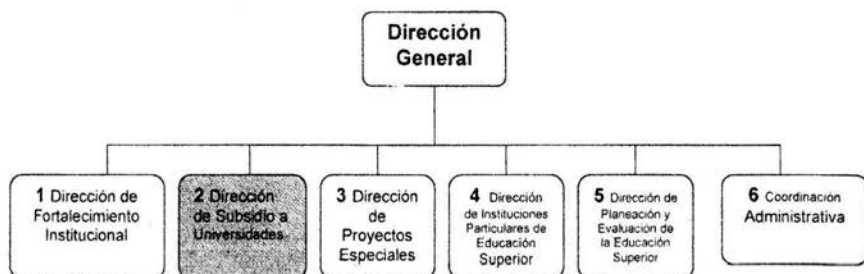 Dirección
General
1 Dirección de
Fortalecimiento
Institucional
2 Dirección
de Subsidio a
Universidades
3 Dirección
de
Proyectos
Especiales
4 Dirección
de Instituciones
Particulares de
Educación
Superior
5 Dirección de
Planeación y
Evaluación de
la Educación
Superior
6 Coordinación
Administrativa